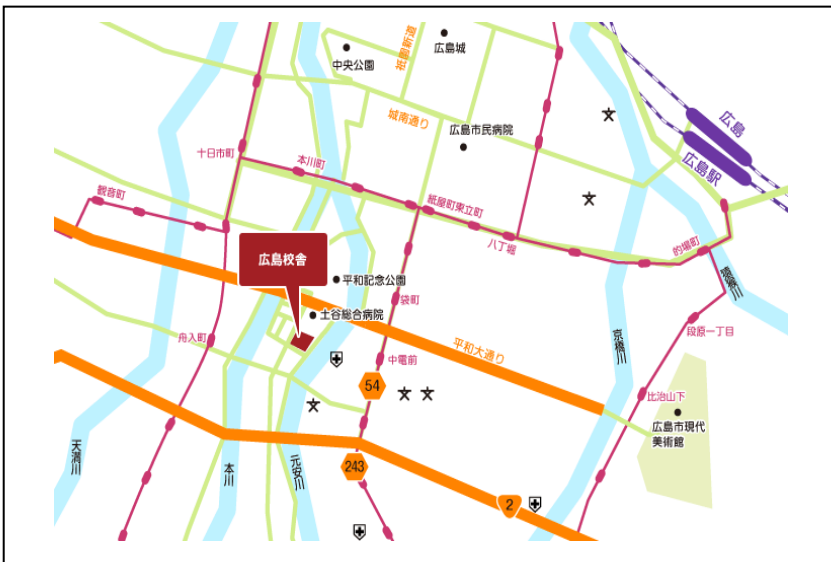 祇園新道
広島城
中央公園
城南通り
広島市民病院
広島
広島駅
十日市町
本川町
観音町
紙屋町東立町
八丁堀
的場町
猿猴川
広島校舎
平和記念公園
袋町
土谷総合病院
舟入町
平和大通り
京橋川
段原一丁目
中電前
54
比治山下
広島市現代
美術館
天満川
本川
元安川
243
2